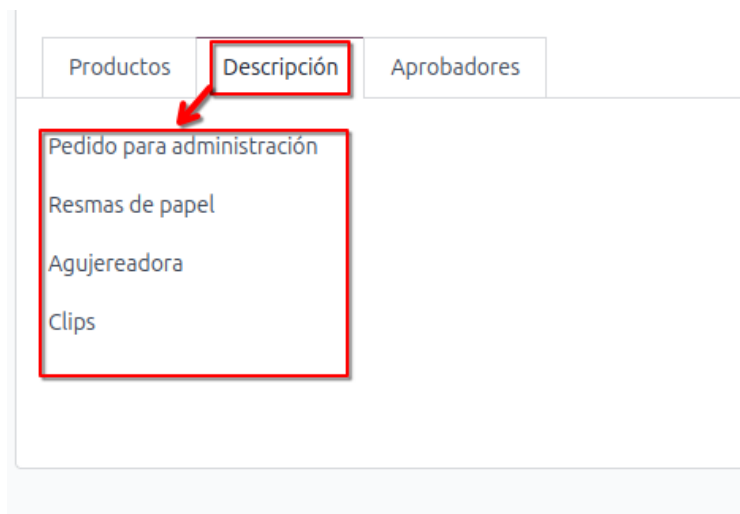 Productos Descripción Aprobadores
Pedido para administración
Resmas de papel
Agujereadora
Clips